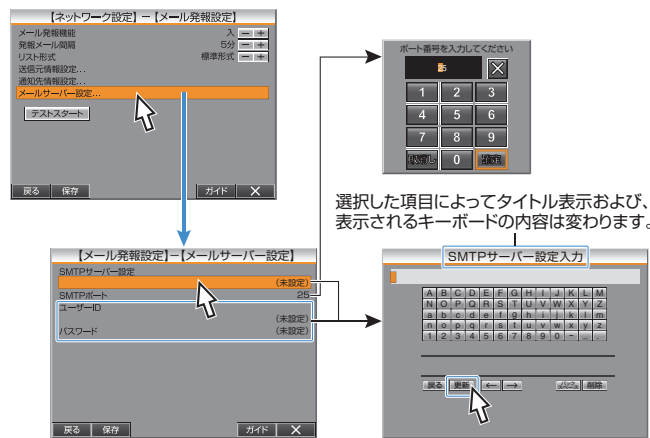 【ネットワーク設定】－【メール発報設定】
メール発報機能 入 － ＋
発報メール間隔 5分 － ＋
リスト形式 標準形式 － ＋
送信元情報設定...
通知先情報設定...
メールサーバー設定...
テストスタート
戻る 保存 ガイド X
ポート番号を入力してください
25
X
1 2 3
4 5 6
7 8 9
取消し 0 設定
選択した項目によってタイトル表示および、
表示されるキーボードの内容は変わります。
【メール発報設定】－【メールサーバー設定】
SMTPサーバー設定
（未設定）
SMTPポート 25
ユーザーID
（未設定）
パスワード （未設定）
戻る 保存 ガイド X
SMTPサーバー設定入力
A B C D E F G H I J K L M
N O P Q R S T U V W X Y Z
a b c d e f g h i j k l m
n o p q r s t u v w x y z
1 2 3 4 5 6 7 8 9 0 - _ .
戻る 更新 ← → 削除